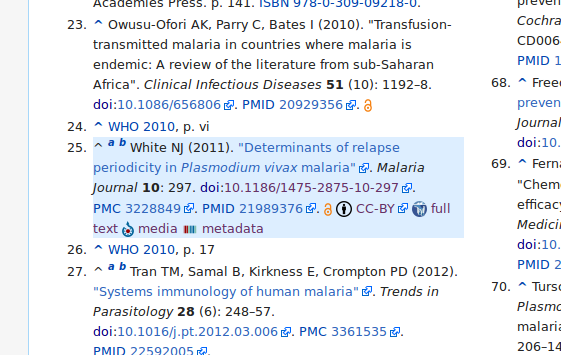 Academies Press. p. 141. ISBN 978-0-309-09218-0.
23. ^ Owusu-Ofori AK, Parry C, Bates I (2010). "Transfusion-
transmitted malaria in countries where malaria is
endemic: A review of the literature from sub-Saharan
Africa". Clinical Infectious Diseases 51 (10): 1192–8.
doi:10.1086/656806. PMID 20929356.
24. ^ WHO 2010, p. vi
25. ^ a b White NJ (2011). "Determinants of relapse
periodicity in Plasmodium vivax malaria". Malaria
Journal 10: 297. doi:10.1186/1475-2875-10-297.
PMC 3228849. PMID 21989376. CC-BY full
text media metadata
26. ^ WHO 2010, p. 17
27. ^ a b Tran TM, Samal B, Kirkness E, Crompton PD (2012).
"Systems immunology of human malaria". Trends in
Parasitology 28 (6): 248–57.
doi:10.1016/j.pt.2012.03.006. PMC 3361535.
PMID 22592005.
preven
Cochra
CD006
PMID 1
68. ^ Freed
preven
Journal
doi:10.
69. ^ Ferna
"Chem
efficacy
Medicin
doi:10.
PMID 2
70. ^ Turso
Plasmo
malaria
206–14